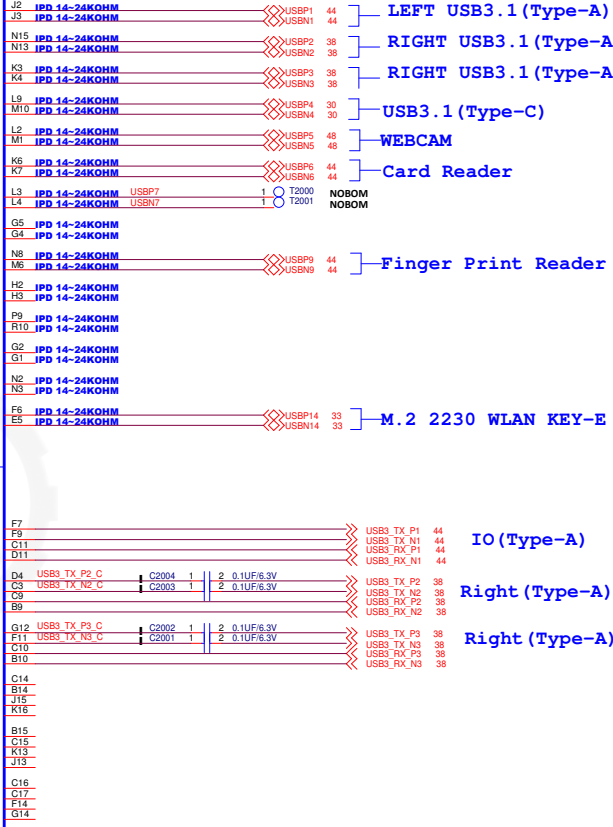 J2 IPD 14~24KOHM USBP1 44 LEFT USB3.1(Type-A)
J3 IPD 14~24KOHM USBN1 44
N15 IPD 14~24KOHM USBP2 38 RIGHT USB3.1(Type-A
N13 IPD 14~24KOHM USBN2 38
K3 IPD 14~24KOHM USBP3 38 RIGHT USB3.1(Type-A
K4 IPD 14~24KOHM USBN3 38
L9 IPD 14~24KOHM USBP4 30 USB3.1(Type-C)
M10 IPD 14~24KOHM USBN4 30
L2 IPD 14~24KOHM USBP5 48 WEBCAM
M1 IPD 14~24KOHM USBN5 48
K6 IPD 14~24KOHM USBP6 44 Card Reader
K7 IPD 14~24KOHM USBN6 44
L3 IPD 14~24KOHM USBP7 1 T2000 NOBOM
L4 IPD 14~24KOHM USBN7 1 T2001 NOBOM
G5 IPD 14~24KOHM
G4 IPD 14~24KOHM
N8 IPD 14~24KOHM USBP9 44 Finger Print Reader
M6 IPD 14~24KOHM USBN9 44
H2 IPD 14~24KOHM
H3 IPD 14~24KOHM
P9 IPD 14~24KOHM
R10 IPD 14~24KOHM
G2 IPD 14~24KOHM
G1 IPD 14~24KOHM
N2 IPD 14~24KOHM
N3 IPD 14~24KOHM
F6 IPD 14~24KOHM USBP14 33 M.2 2230 WLAN KEY-E
E5 IPD 14~24KOHM USBN14 33
F7 USB3_TX_P1 44
F9 USB3_TX_N1 44 IO(Type-A)
C11 USB3_RX_P1 44
D11 USB3_RX_N1 44
D4 USB3_TX_P2_C C2004 1 2 0.1UF/6.3V USB3_TX_P2 38
C3 USB3_TX_N2_C C2003 1 2 0.1UF/6.3V USB3_TX_N2 38 Right(Type-A)
C9 USB3_RX_P2 38
B9 USB3_RX_N2 38
G12 USB3_TX_P3_C C2002 1 2 0.1UF/6.3V USB3_TX_P3 38
F11 USB3_TX_N3_C C2001 1 2 0.1UF/6.3V USB3_TX_N3 38 Right(Type-A)
C10 USB3_RX_P3 38
B10 USB3_RX_N3 38
C14
B14
J15
K16
B15
C15
K13
J13
C16
C17
F14
G14